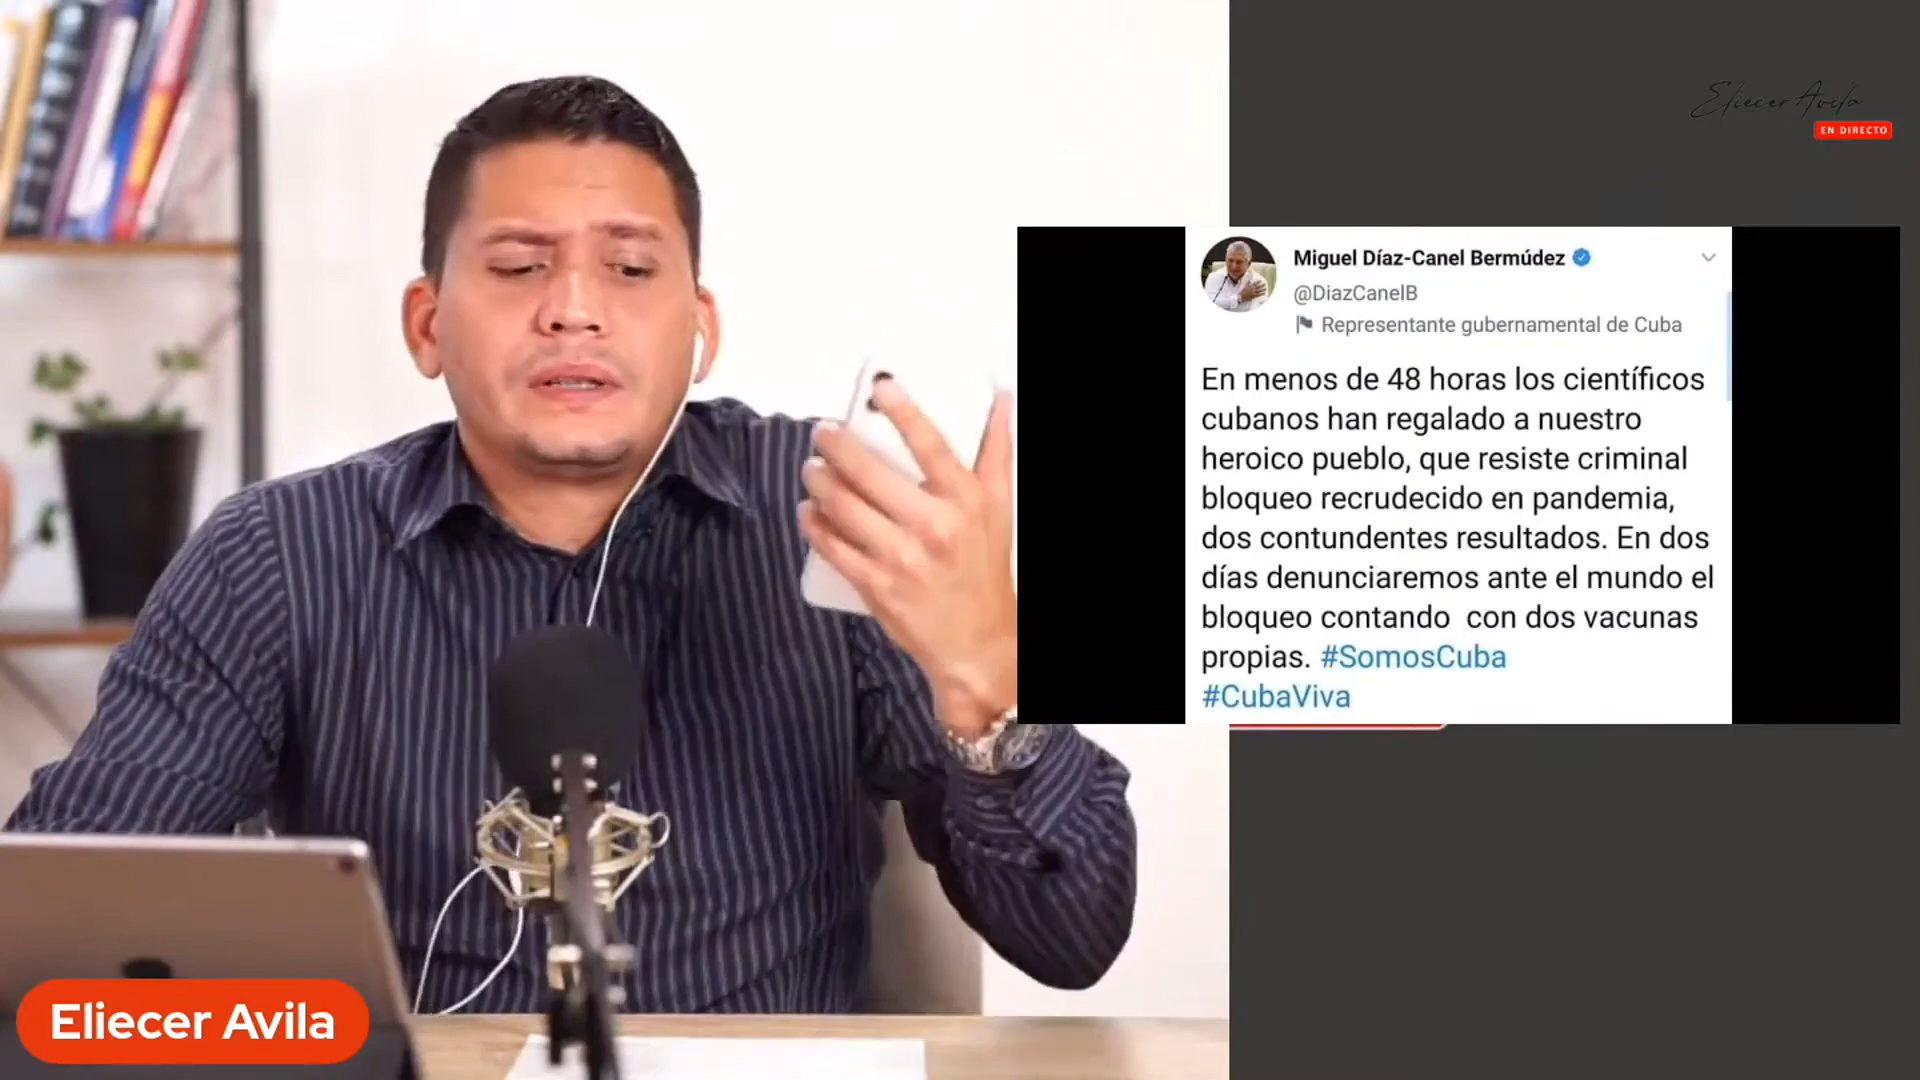 Eliecer Avila
EN DIRECTO
Miguel Díaz-Canel Bermúdez
@DiazCanelB
Representante gubernamental de Cuba
En menos de 48 horas los científicos
cubanos han regalado a nuestro
heroico pueblo, que resiste criminal
bloqueo recrudecido en pandemia,
dos contundentes resultados. En dos
días denunciaremos ante el mundo el
bloqueo contando  con dos vacunas
propias. #SomosCuba
#CubaViva
Eliecer Avila